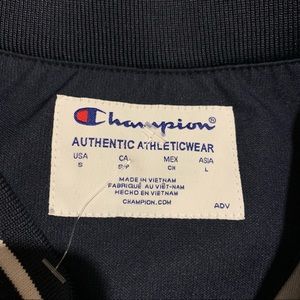 Champion®
AUTHENTIC ATHLETICWEAR
USA CA MEX ASIA
S CH L
MADE IN VIETNAM
FABRIQUÉ AU VIÊT-NAM
HECHO EN VIETNAM
CHAMPION.COM
ADV